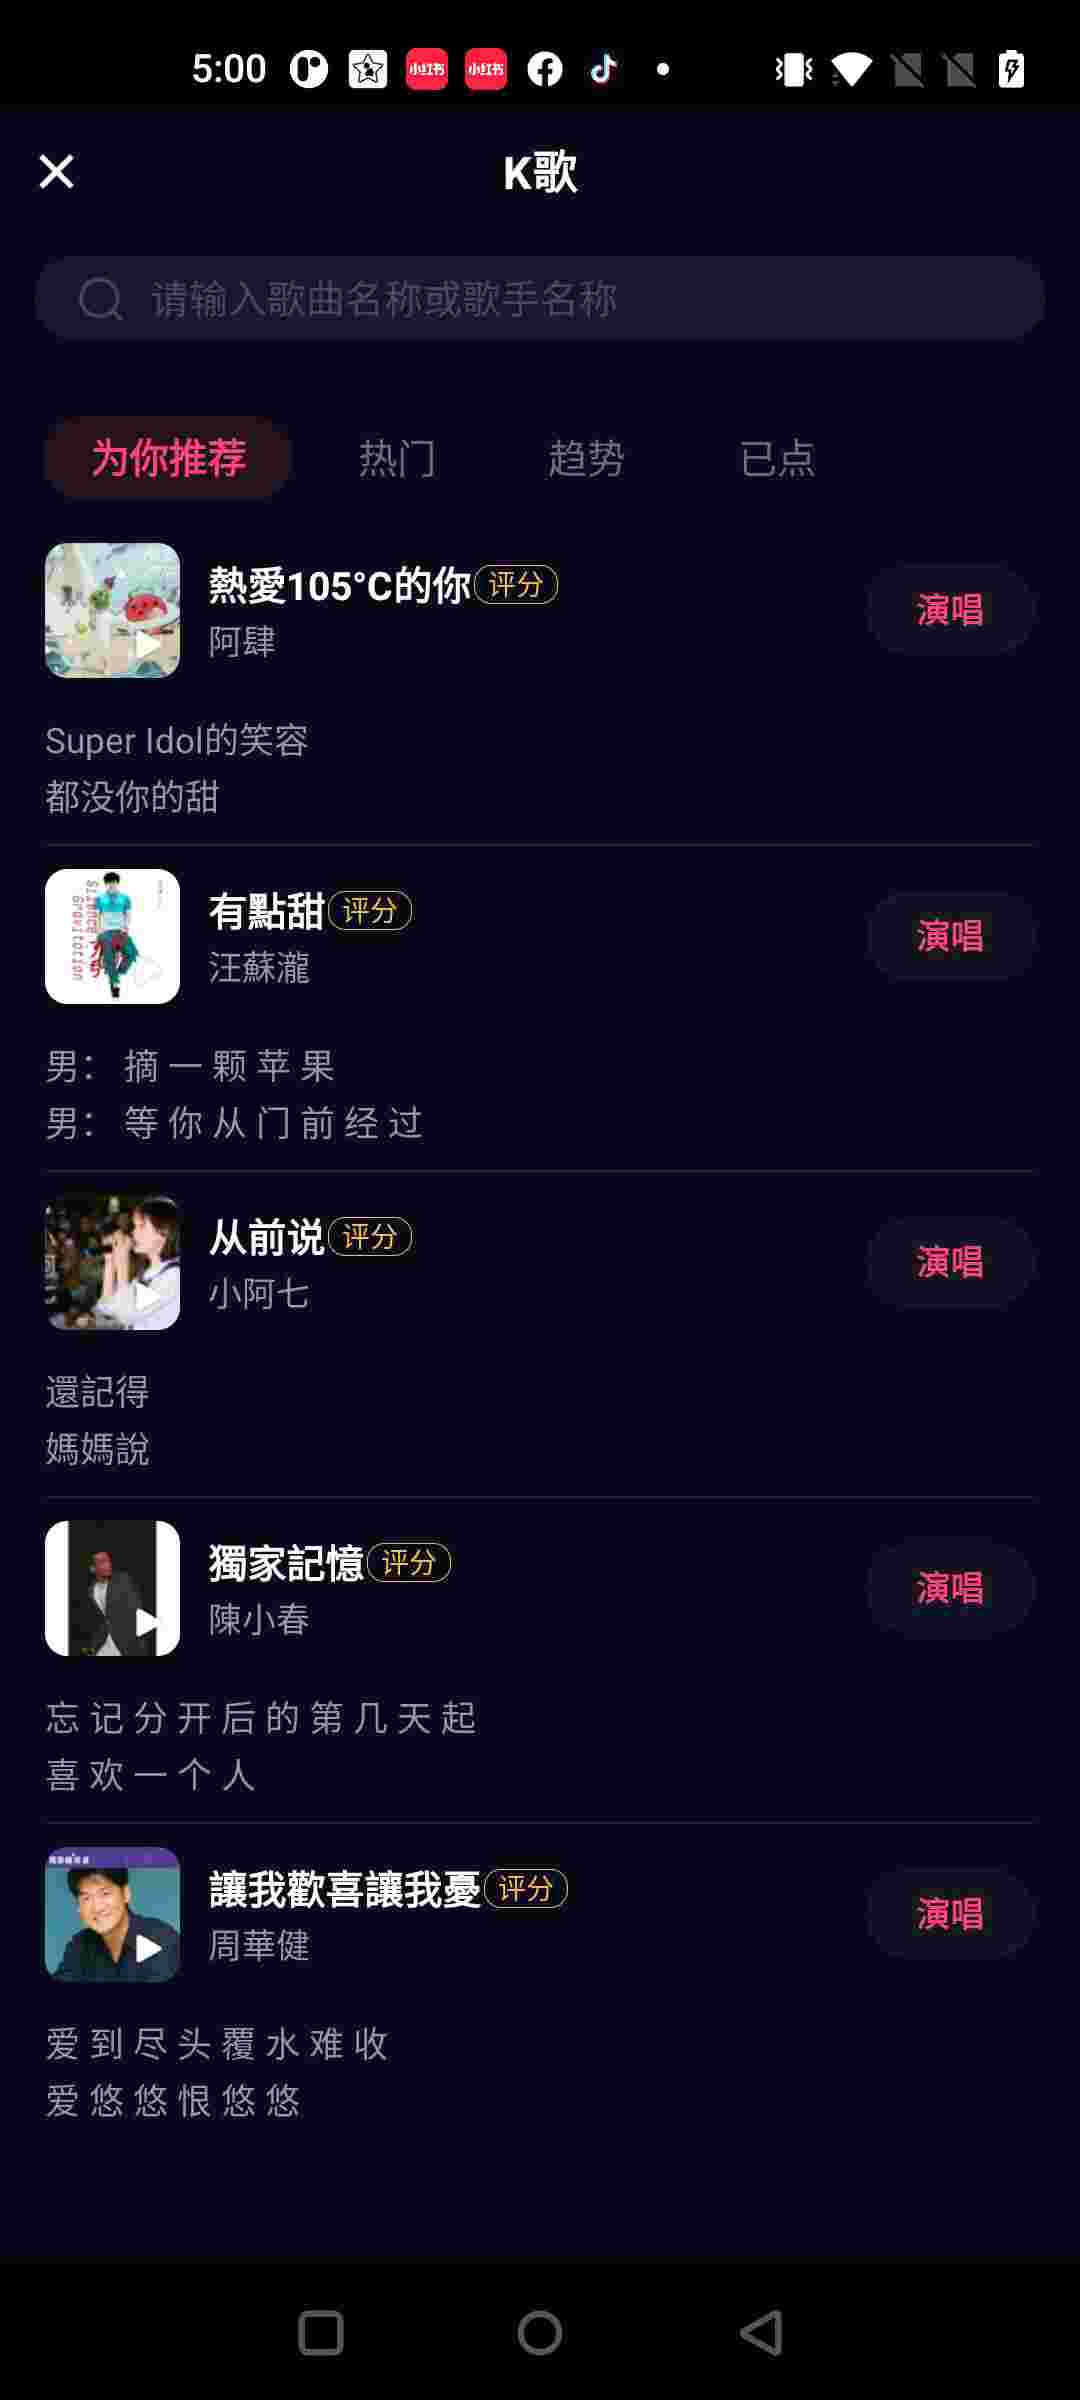 5:00
K歌
请输入歌曲名称或歌手名称
为你推荐 热门 趋势 已点
熱愛105°C的你 评分
阿肆
演唱
Super Idol的笑容
都没你的甜
有點甜 评分
汪蘇瀧
演唱
男： 摘 一 颗 苹 果
男： 等 你 从 门 前 经 过
从前说 评分
小阿七
演唱
還記得
媽媽說
獨家記憶 评分
陳小春
演唱
忘 记 分 开 后 的 第 几 天 起
喜 欢 一 个 人
讓我歡喜讓我憂 评分
周華健
演唱
爱 到 尽 头 覆 水 难 收
爱 悠 悠 恨 悠 悠